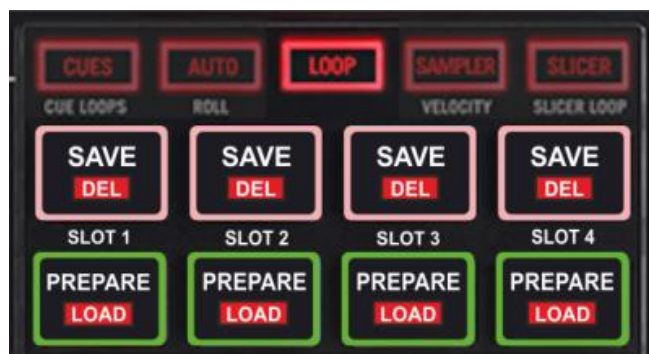 CUES AUTO LOOP SAMPLER SLICER
CUE LOOPS ROLL VELOCITY SLICER LOOP
SAVE SAVE SAVE SAVE
DEL DEL DEL DEL
SLOT 1 SLOT 2 SLOT 3 SLOT 4
PREPARE PREPARE PREPARE PREPARE
LOAD LOAD LOAD LOAD